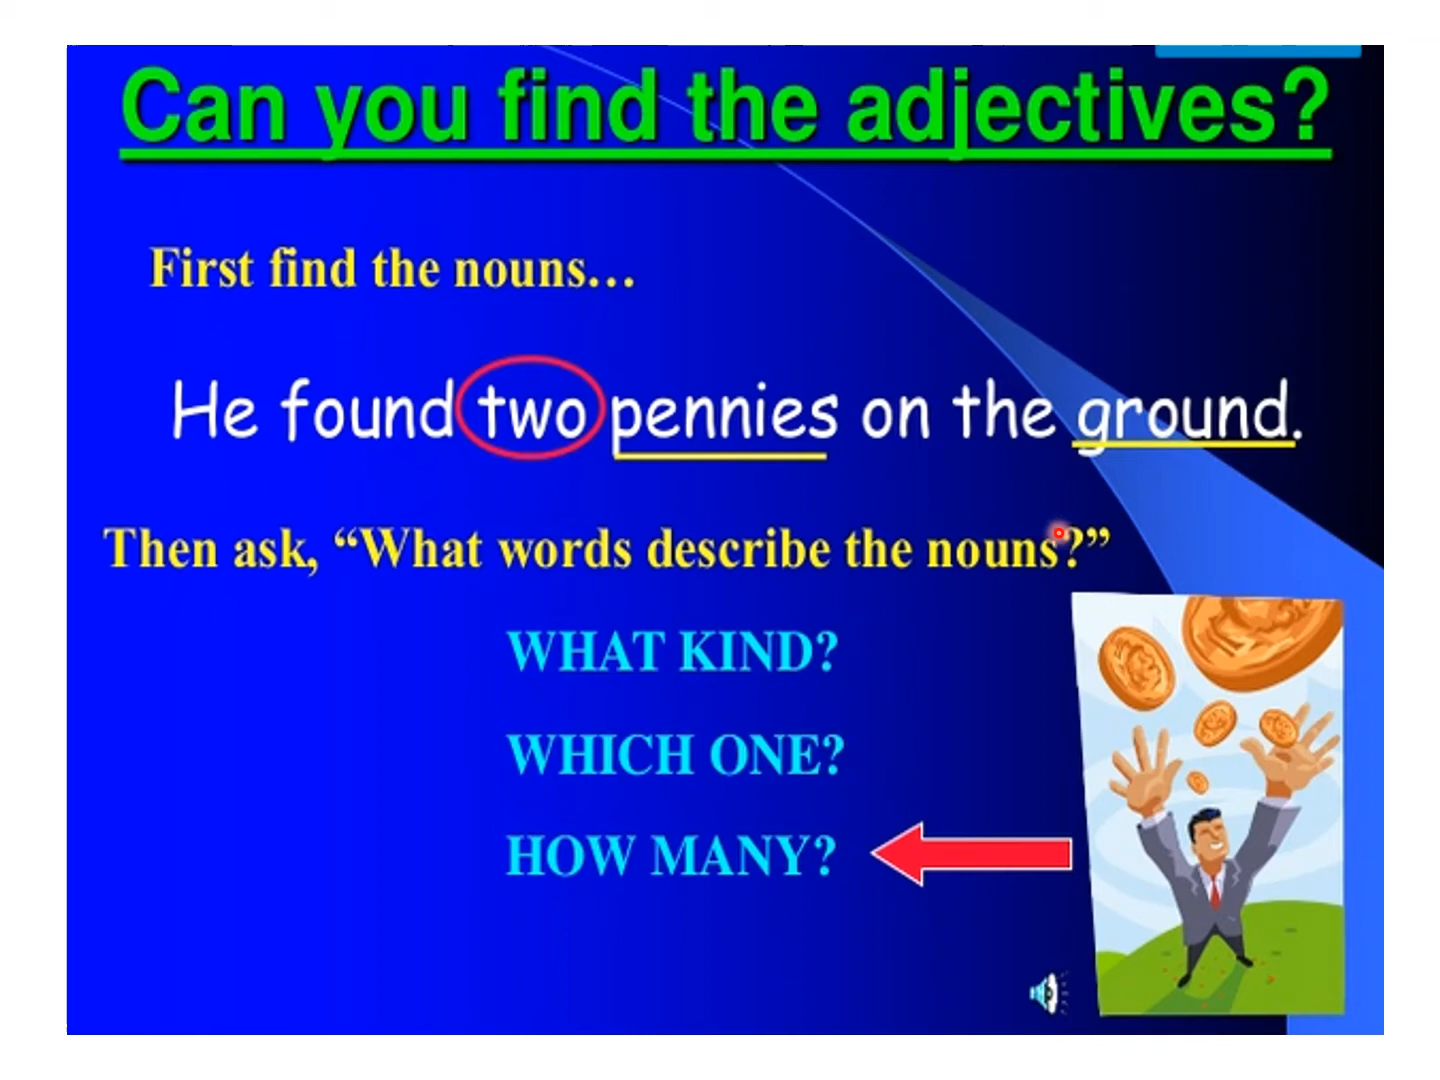 Can you find the adjectives?
First find the nouns…
He found two pennies on the ground.
Then ask, “What words describe the nouns?”
WHAT KIND?
WHICH ONE?
HOW MANY?